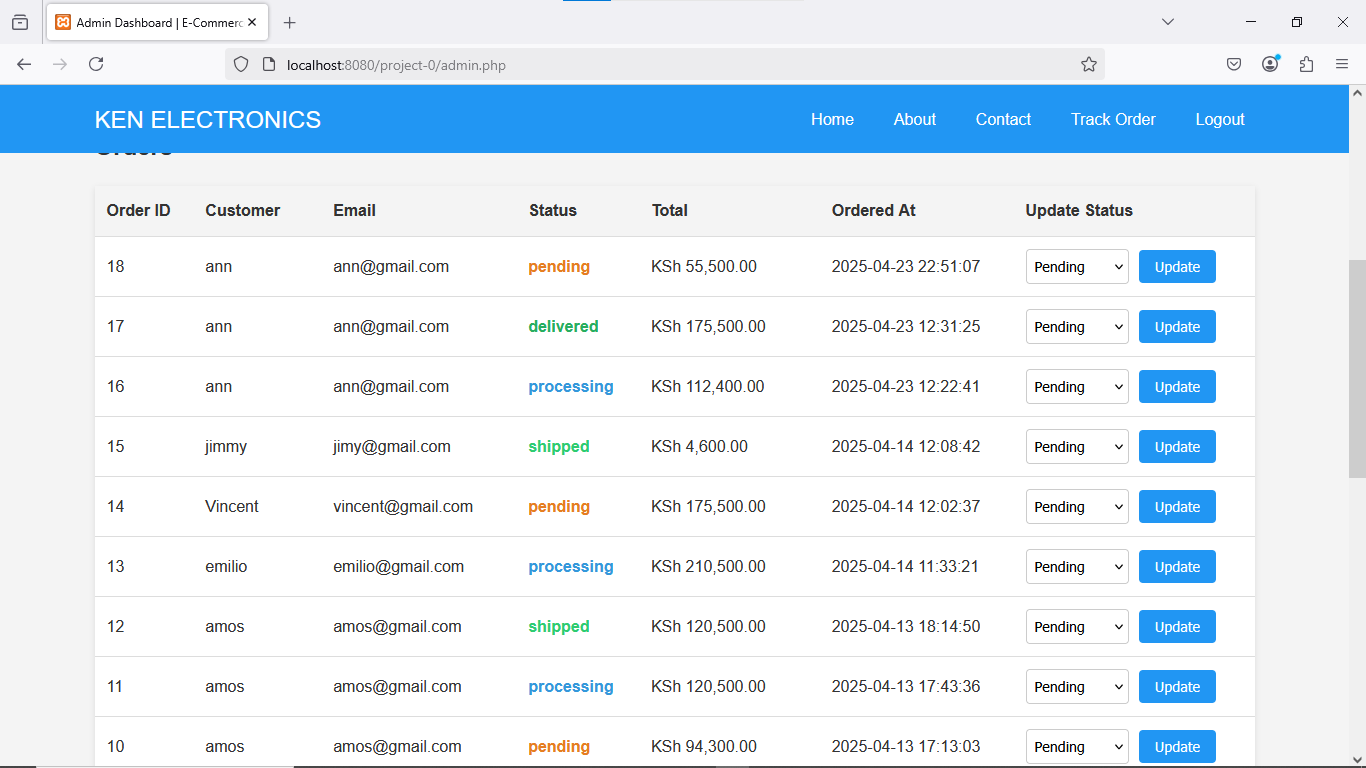 Admin Dashboard | E-Commerc
localhost:8080/project-0/admin.php
KEN ELECTRONICS Home About Contact Track Order Logout
Orders
Order ID Customer Email Status Total Ordered At Update Status
18 ann ann@gmail.com pending KSh 55,500.00 2025-04-23 22:51:07 Pending Update
17 ann ann@gmail.com delivered KSh 175,500.00 2025-04-23 12:31:25 Pending Update
16 ann ann@gmail.com processing KSh 112,400.00 2025-04-23 12:22:41 Pending Update
15 jimmy jimy@gmail.com shipped KSh 4,600.00 2025-04-14 12:08:42 Pending Update
14 Vincent vincent@gmail.com pending KSh 175,500.00 2025-04-14 12:02:37 Pending Update
13 emilio emilio@gmail.com processing KSh 210,500.00 2025-04-14 11:33:21 Pending Update
12 amos amos@gmail.com shipped KSh 120,500.00 2025-04-13 18:14:50 Pending Update
11 amos amos@gmail.com processing KSh 120,500.00 2025-04-13 17:43:36 Pending Update
10 amos amos@gmail.com pending KSh 94,300.00 2025-04-13 17:13:03 Pending Update